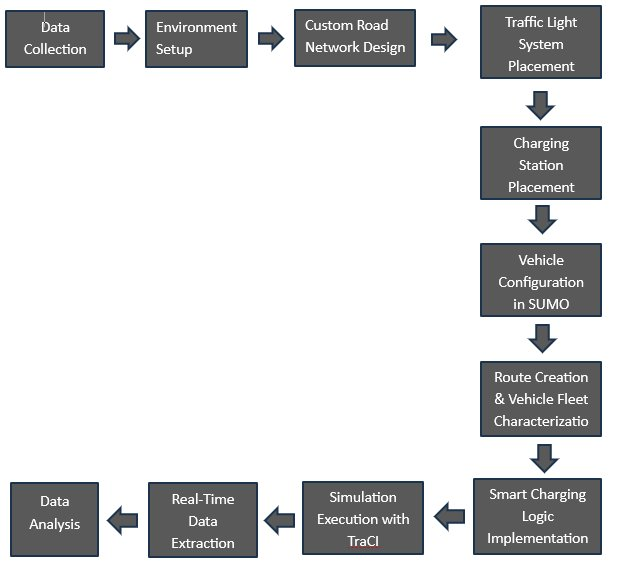 Data
Collection
Environment
Setup
Custom Road
Network Design
Traffic Light
System
Placement
Charging
Station
Placement
Vehicle
Configuration
in SUMO
Route Creation
& Vehicle Fleet
Characterizatio
Smart Charging
Logic
Implementation
Simulation
Execution with
TraCI
Real-Time
Data
Extraction
Data
Analysis